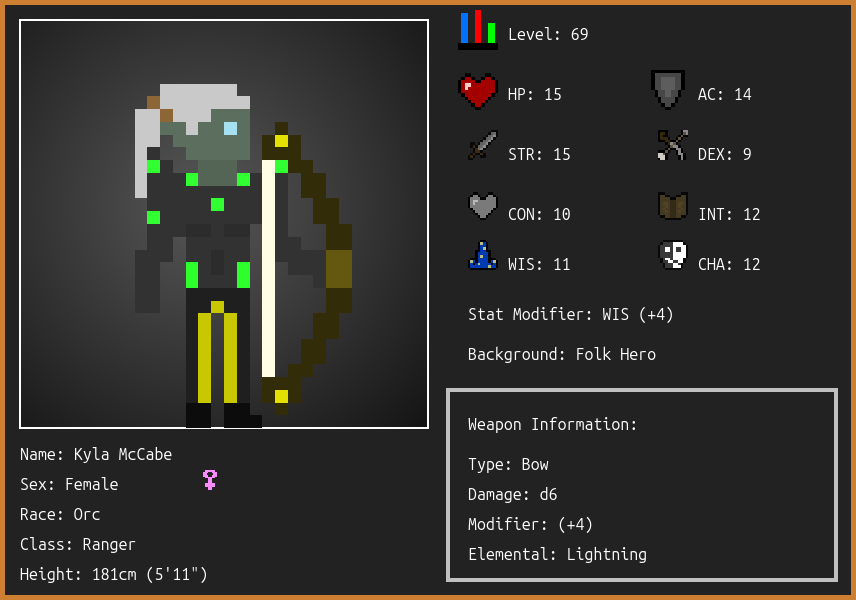 Level: 69
HP: 15
AC: 14
STR: 15
DEX: 9
CON: 10
INT: 12
WIS: 11
CHA: 12
Stat Modifier: WIS (+4)
Background: Folk Hero
Weapon Information:
Type: Bow
Damage: d6
Modifier: (+4)
Elemental: Lightning
Name: Kyla McCabe
Sex: Female
Race: Orc
Class: Ranger
Height: 181cm (5'11")